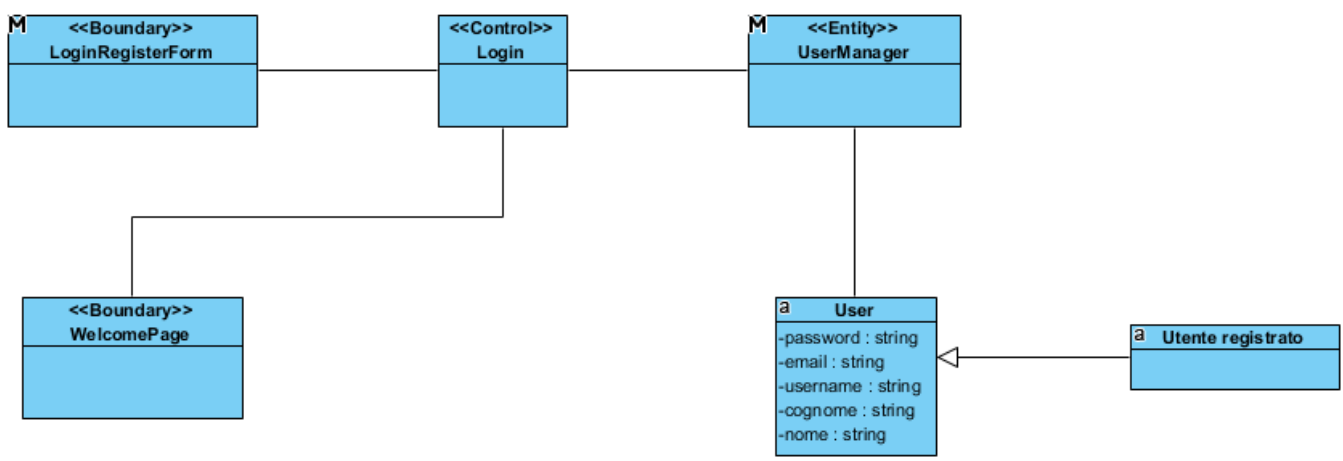 M
<<Boundary>>
LoginRegisterForm
<<Control>>
Login
M
<<Entity>>
UserManager
<<Boundary>>
WelcomePage
a
User
-password : string
-email : string
-username : string
-cognome : string
-nome : string
a
Utente registrato